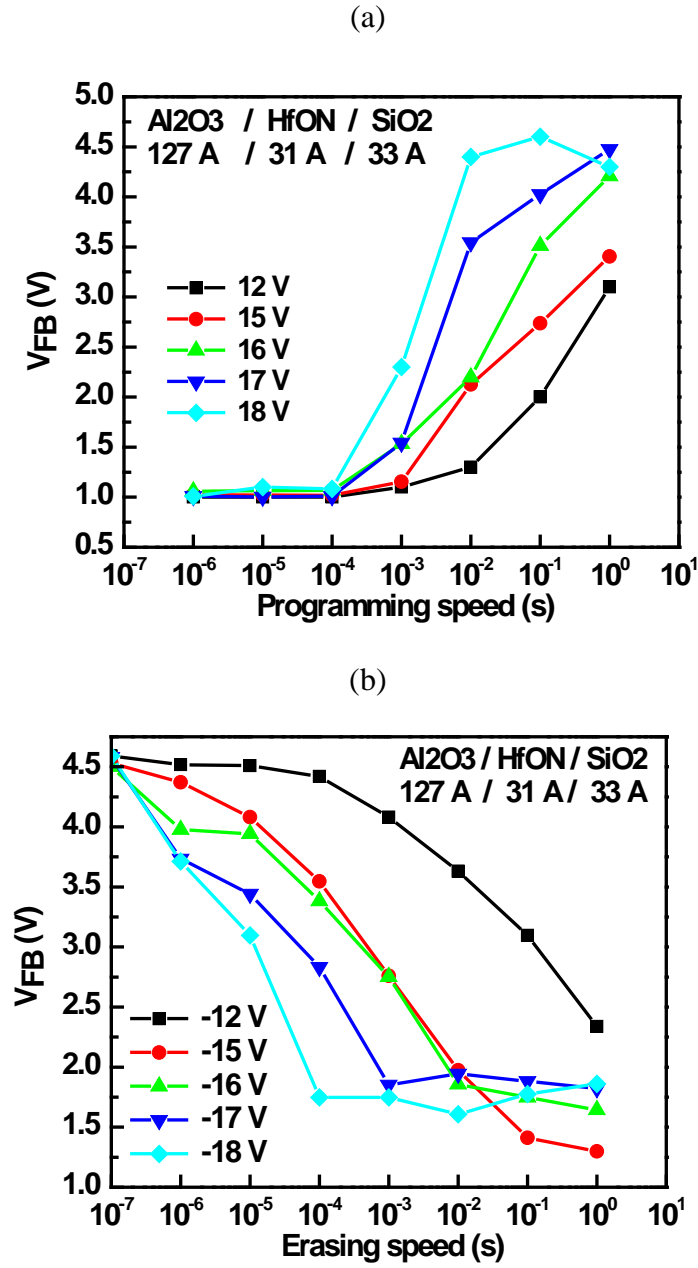 (a)
Al2O3 / HfON / SiO2
127 A / 31 A / 33 A
5.0
4.5
4.0
3.5
3.0
2.5
2.0
1.5
1.0
0.5
VFB (V)
12 V
15 V
16 V
17 V
18 V
10⁻⁷ 10⁻⁶ 10⁻⁵ 10⁻⁴ 10⁻³ 10⁻² 10⁻¹ 10⁰ 10¹
Programming speed (s)
(b)
Al2O3 / HfON / SiO2
127 A / 31 A / 33 A
4.5
4.0
3.5
3.0
2.5
2.0
1.5
1.0
VFB (V)
-12 V
-15 V
-16 V
-17 V
-18 V
10⁻⁷ 10⁻⁶ 10⁻⁵ 10⁻⁴ 10⁻³ 10⁻² 10⁻¹ 10⁰ 10¹
Erasing speed (s)